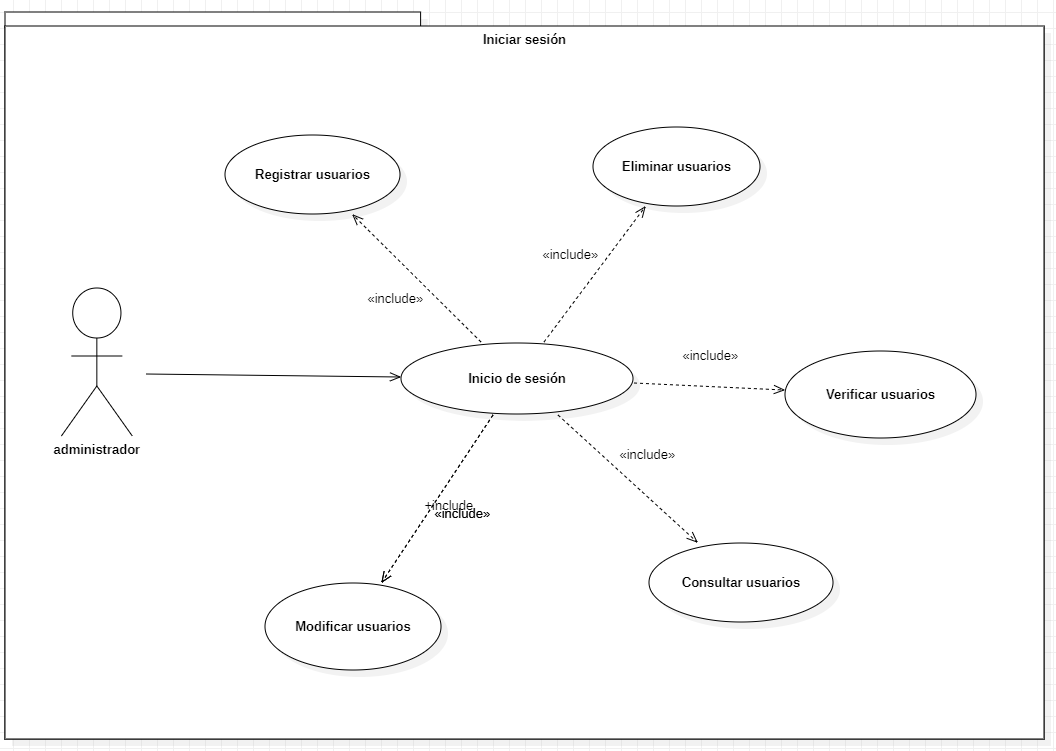 Iniciar sesión
Registrar usuarios
Eliminar usuarios
«include»
«include»
Inicio de sesión
«include»
Verificar usuarios
administrador
«include»
+include
«include»
Consultar usuarios
Modificar usuarios